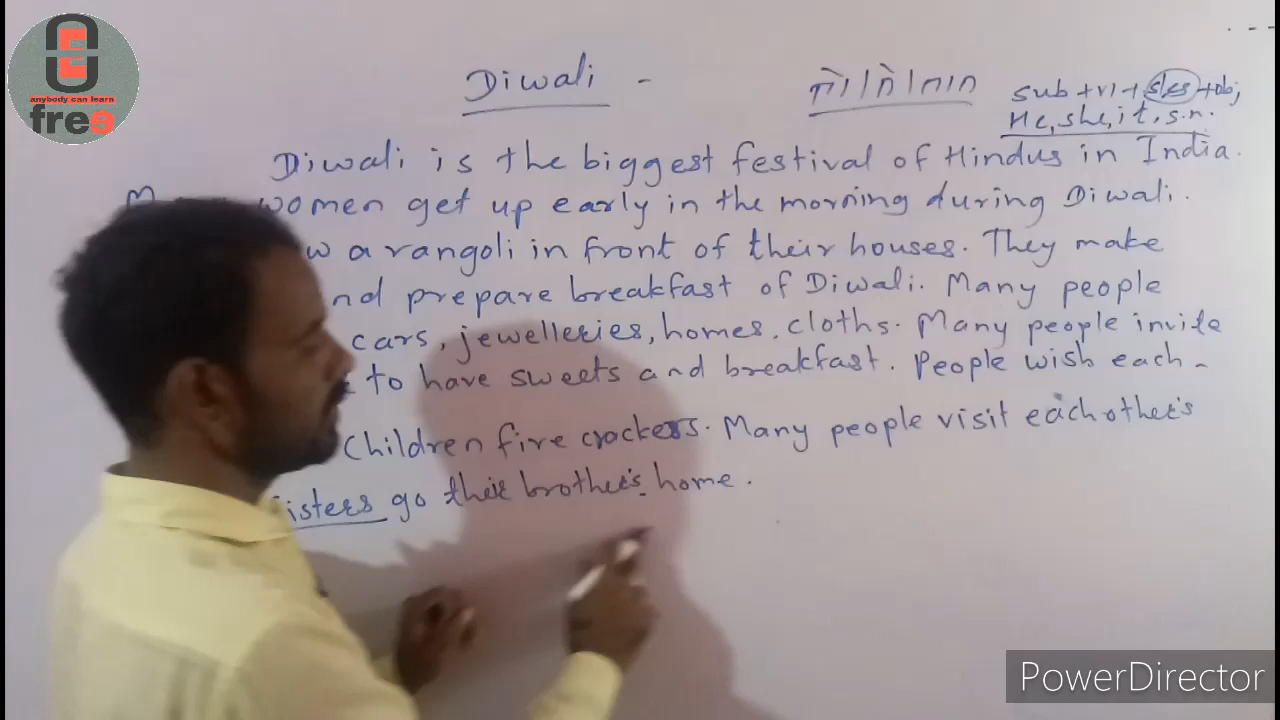 anybody can learn
free
Diwali -
तो/ते/ता/त
sub + v1 + s/es + obj
He, she, it, s.n.
Diwali is the biggest festival of Hindus in India.
women get up early in the morning during Diwali.
a rangoli in front of their houses. They make
prepare breakfast of Diwali. Many people
cars, jewelleries, homes, cloths. Many people invite
to have sweets and breakfast. People wish each-
Children fire crackers. Many people visit eachother's
sisters go their brother's home.
PowerDirector